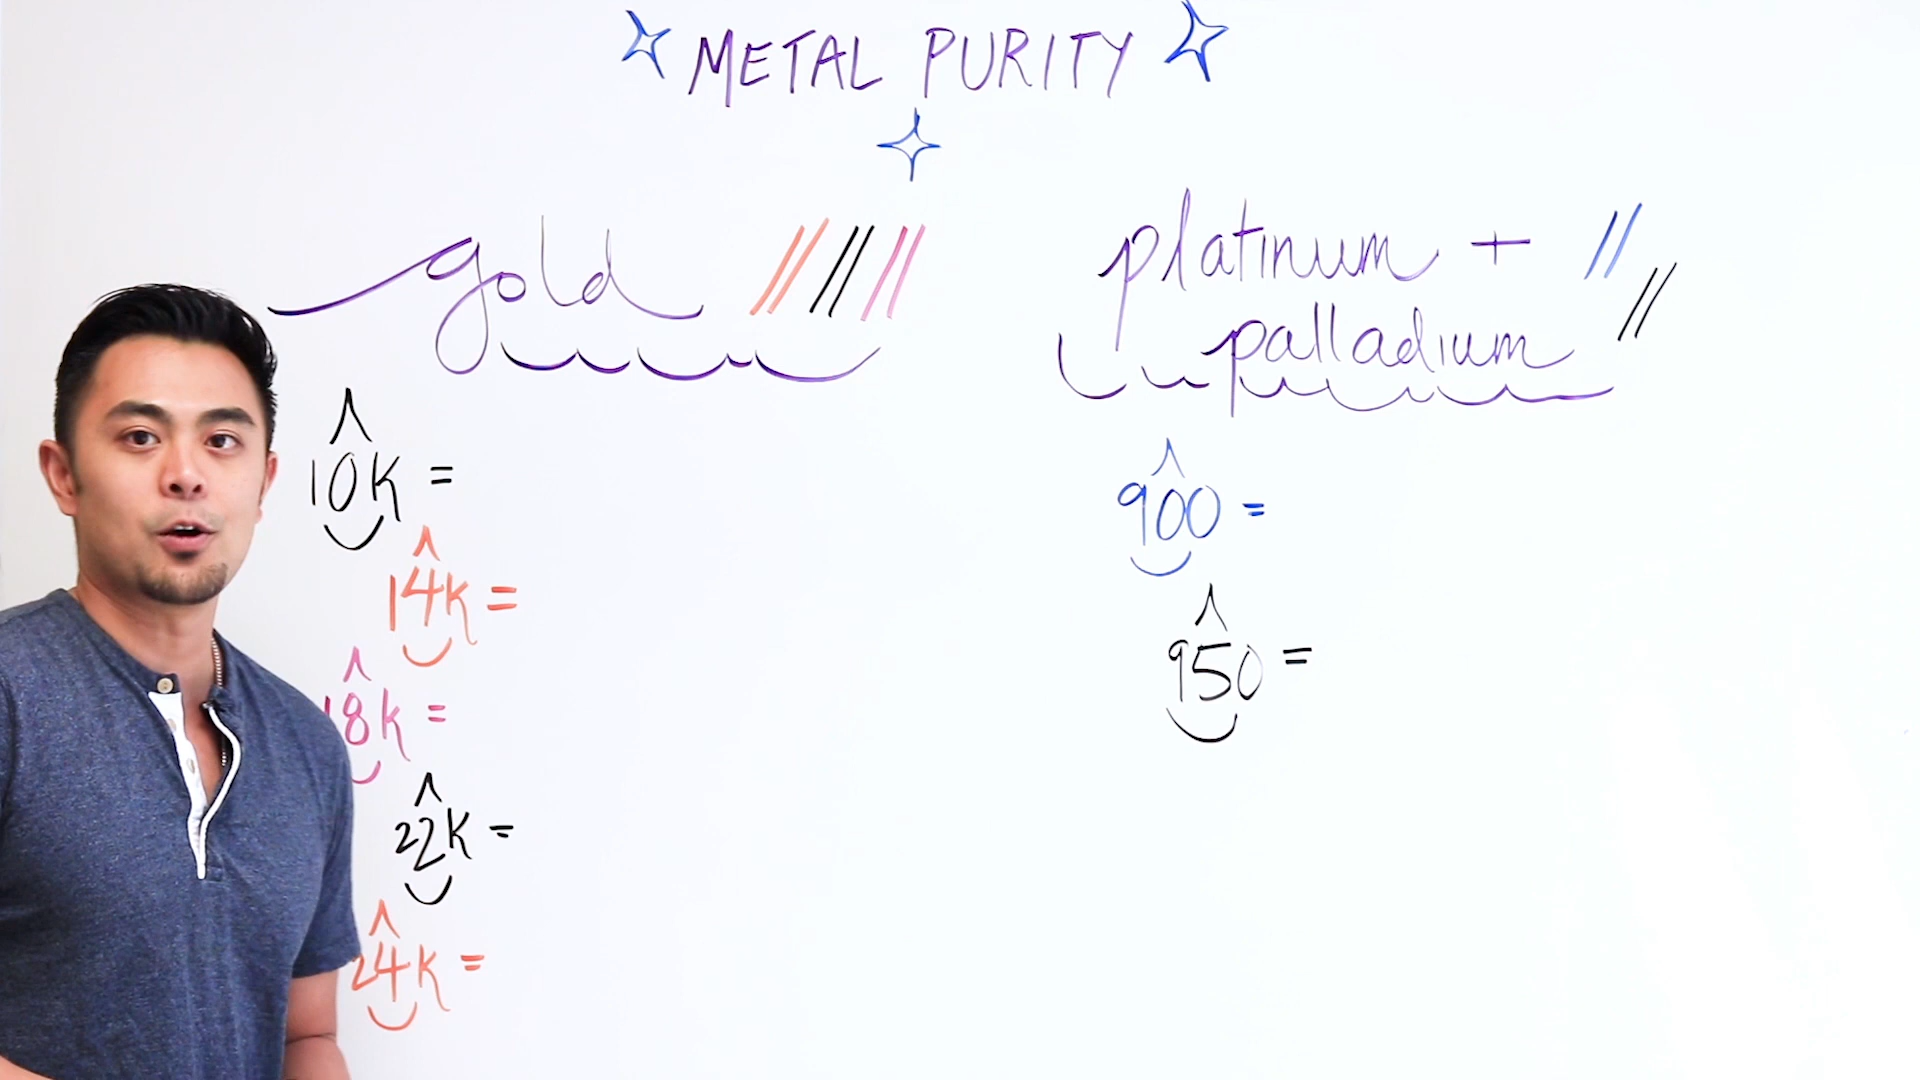 METAL PURITY
gold
platinum +
palladium
10K =
14K =
18K =
22K =
24K =
900 =
950 =